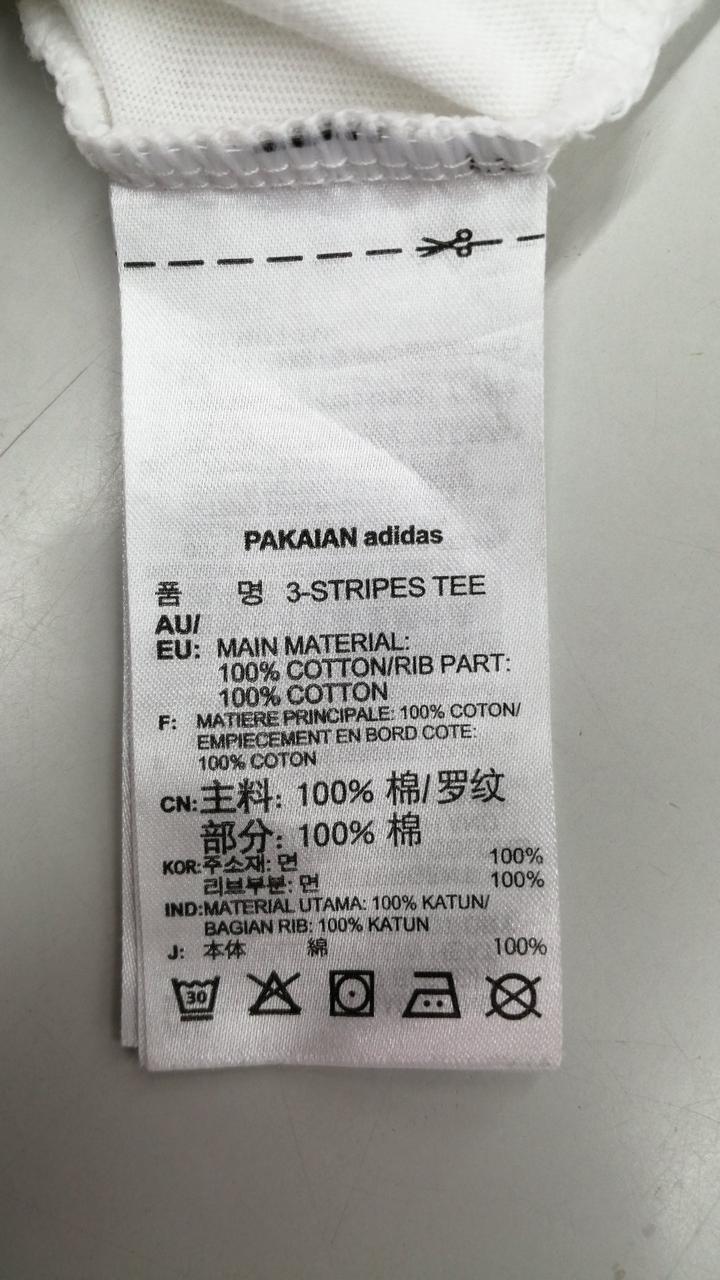 PAKAIAN adidas
품 명 3-STRIPES TEE
AU/
EU: MAIN MATERIAL:
100% COTTON/RIB PART:
100% COTTON
F: MATIERE PRINCIPALE: 100% COTON/
EMPIECEMENT EN BORD COTE:
100% COTON
CN:主料: 100% 棉/罗纹
部分: 100% 棉
KOR:주소재: 면 100%
리브부분: 면 100%
IND:MATERIAL UTAMA: 100% KATUN/
BAGIAN RIB: 100% KATUN
J: 本体 綿 100%
30